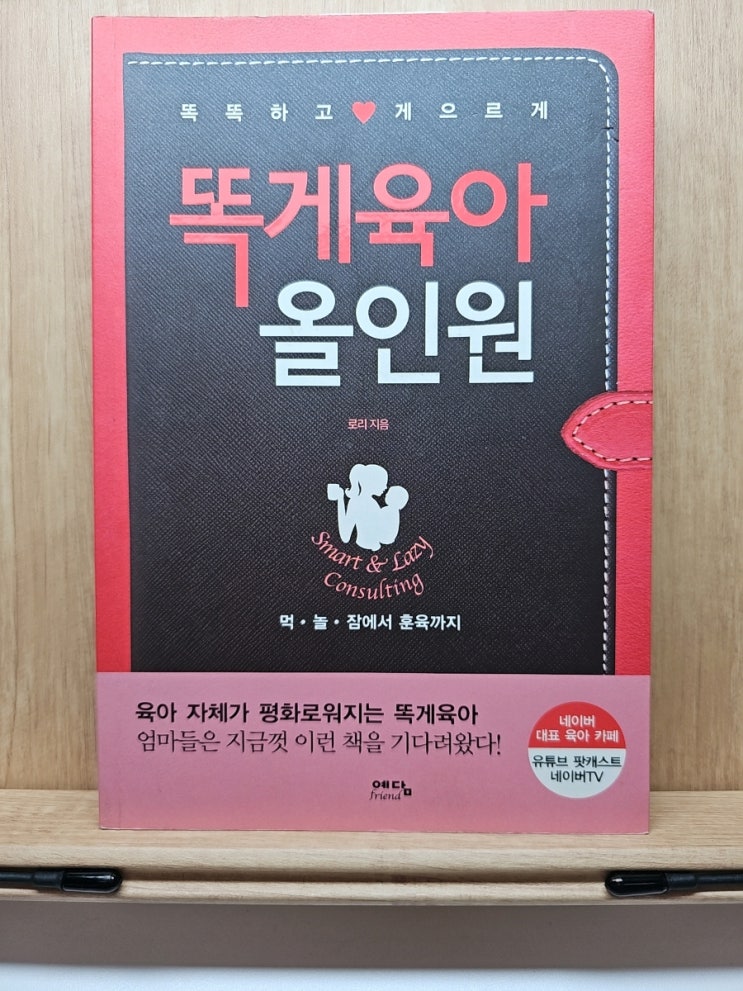 똑똑하고♥게으르게
똑게육아
올인원
로리 지음
Smart & Lazy
Consulting
먹·놀·잠에서 훈육까지
육아 자체가 평화로워지는 똑게육아
엄마들은 지금껏 이런 책을 기다려왔다!
네이버
대표 육아 카페
유튜브 팟캐스트
네이버TV
예담
friend